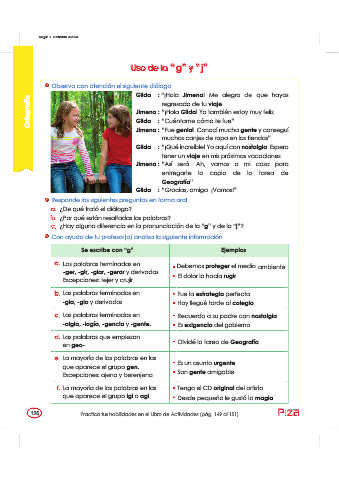 Uso de la "g" y "j"
Ortografía
Observa con atención el siguiente diálogo
Gilda : "¡Hola Jimena! Me alegra de que hayas
regresado de tu viaje
Jimena : "¡Hola Gilda! Yo también estoy muy feliz
Gilda : "Cuéntame cómo te fue"
Jimena : "Fue genial. Conocí mucha gente y conseguí
muchos canjes de ropa en las tiendas"
Gilda : "¡Qué increíble! Yo aquí con nostalgia. Espero
tener un viaje en mis próximas vacaciones
Jimena : "Así será. Ah, vamos a mi casa para
entregarte la copia de la tarea de
Geografía"
Gilda : "Gracias, amiga ¡Vamos!"
Responde las siguientes preguntas en forma oral
a. ¿De qué trató el diálogo?
b. ¿Por qué están resaltadas las palabras?
c. ¿Hay alguna diferencia en la pronunciación de la "g" y de la "j"?
Con ayuda de tu profesor(a) analiza la siguiente información
Se escribe con "g"
Ejemplos
a. Las palabras terminadas en
-ger, -gir, -giar, -gerar y derivados
Excepciones: tejer y crujir
• Debemos proteger el medio ambiente
• El dolor la hacía rugir
b. Las palabras terminadas en
-gia, -gio y derivados
• Fue la estrategia perfecta
• Hoy llegué tarde al colegio
c. Las palabras terminadas en
-algia, -logía, -gencia y -gente.
• Recuerda a su padre con nostalgia
• Es exigencia del gobierno
d. Las palabras que empiezan
en geo-
• Olvidé la tarea de Geografía
e. La mayoría de las palabras en las
que aparece el grupo gen.
Excepciones: ajeno y berenjena
• Es un asunto urgente
• Son gente amigable
f. La mayoría de las palabras en las
que aparece el grupo igi o agi
• Tengo el CD original del artista
• Desde pequeña le gustó la magia
Practica tus habilidades en el Libro de Actividades (pág. 149 al 151)